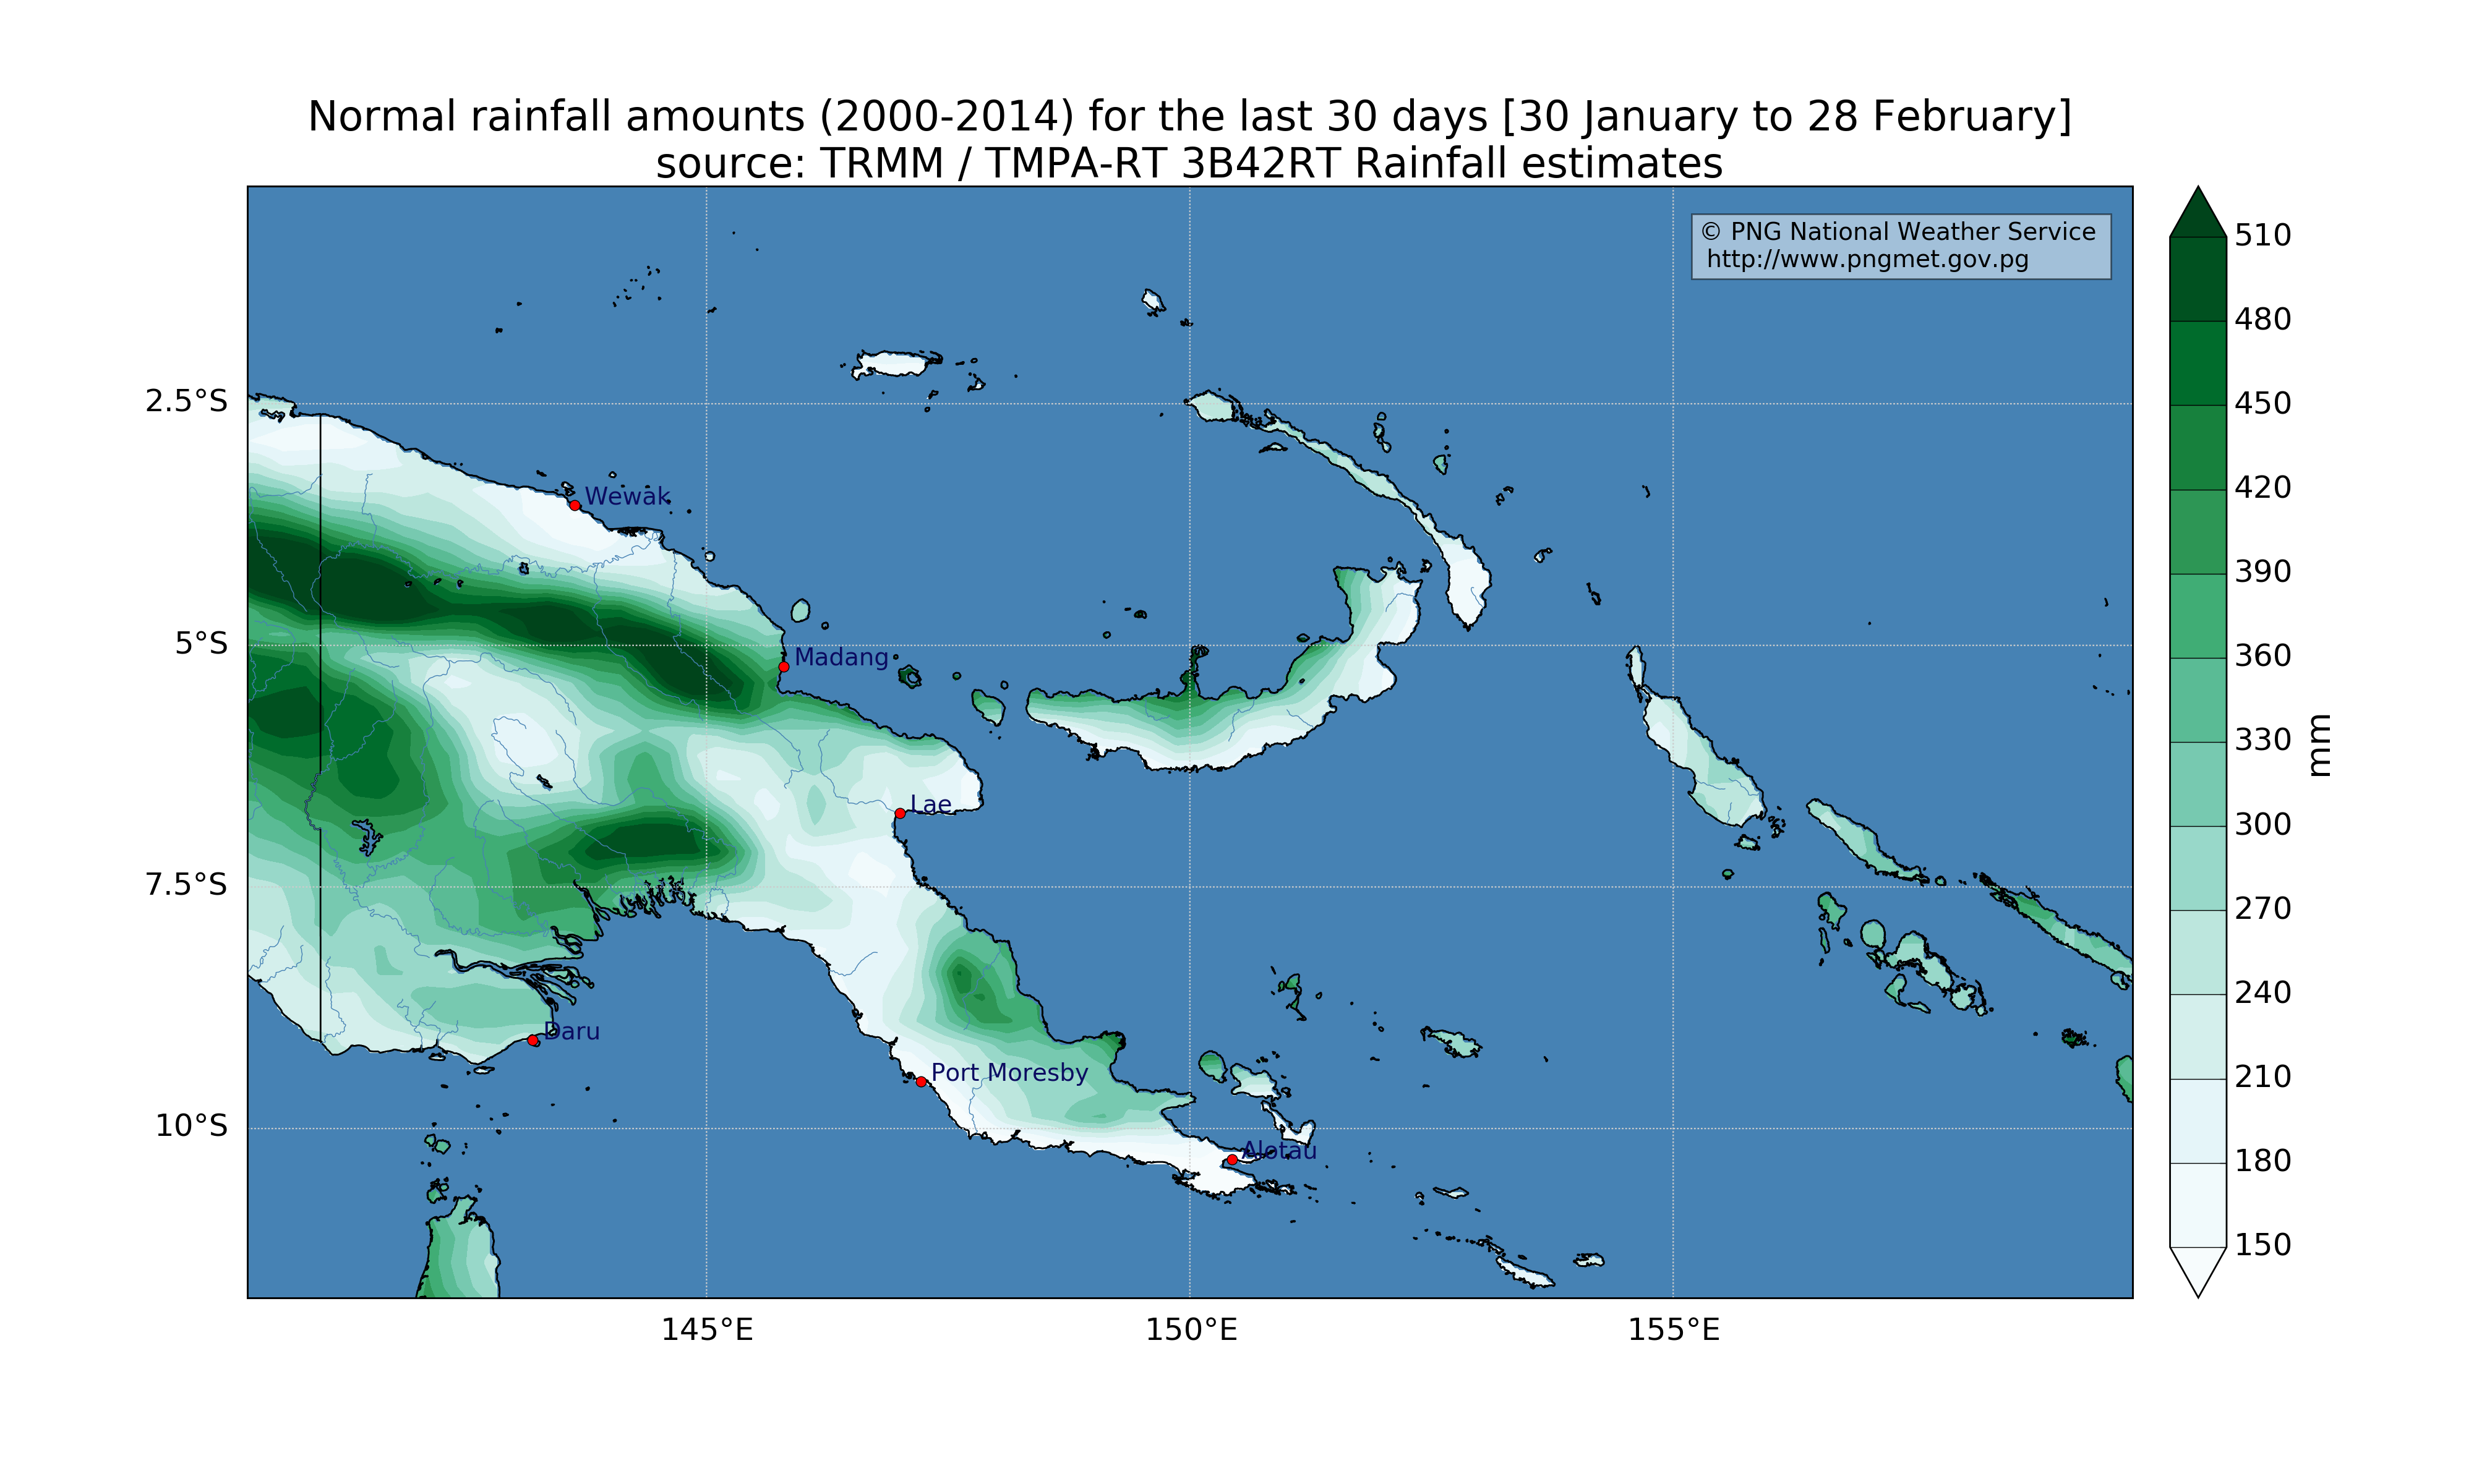 Normal rainfall amounts (2000-2014) for the last 30 days [30 January to 28 February]
source: TRMM / TMPA-RT 3B42RT Rainfall estimates
© PNG National Weather Service
http://www.pngmet.gov.pg
510
480
450
420
390
360
330
300
270
240
210
180
150
mm
2.5°S
5°S
7.5°S
10°S
Wewak
Madang
Lae
Daru
Port Moresby
Alotau
145°E
150°E
155°E